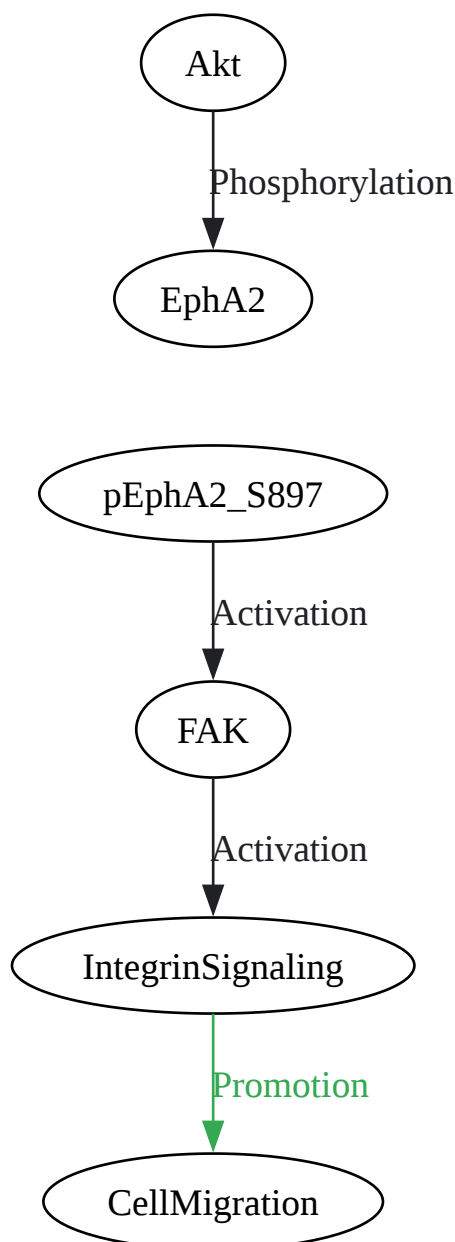 Akt
Phosphorylation
EphA2
pEphA2_S897
Activation
FAK
Activation
IntegrinSignaling
Promotion
CellMigration